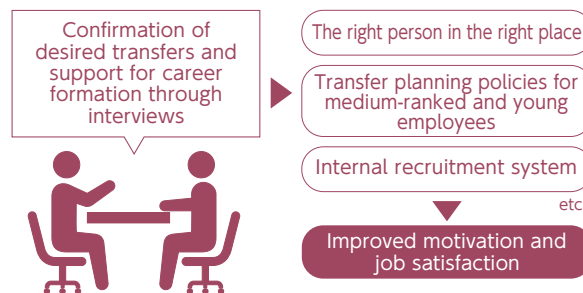 Confirmation of
desired transfers and
support for career
formation through
interviews
The right person in the right place
Transfer planning policies for
medium-ranked and young
employees
Internal recruitment system
etc
Improved motivation and
job satisfaction